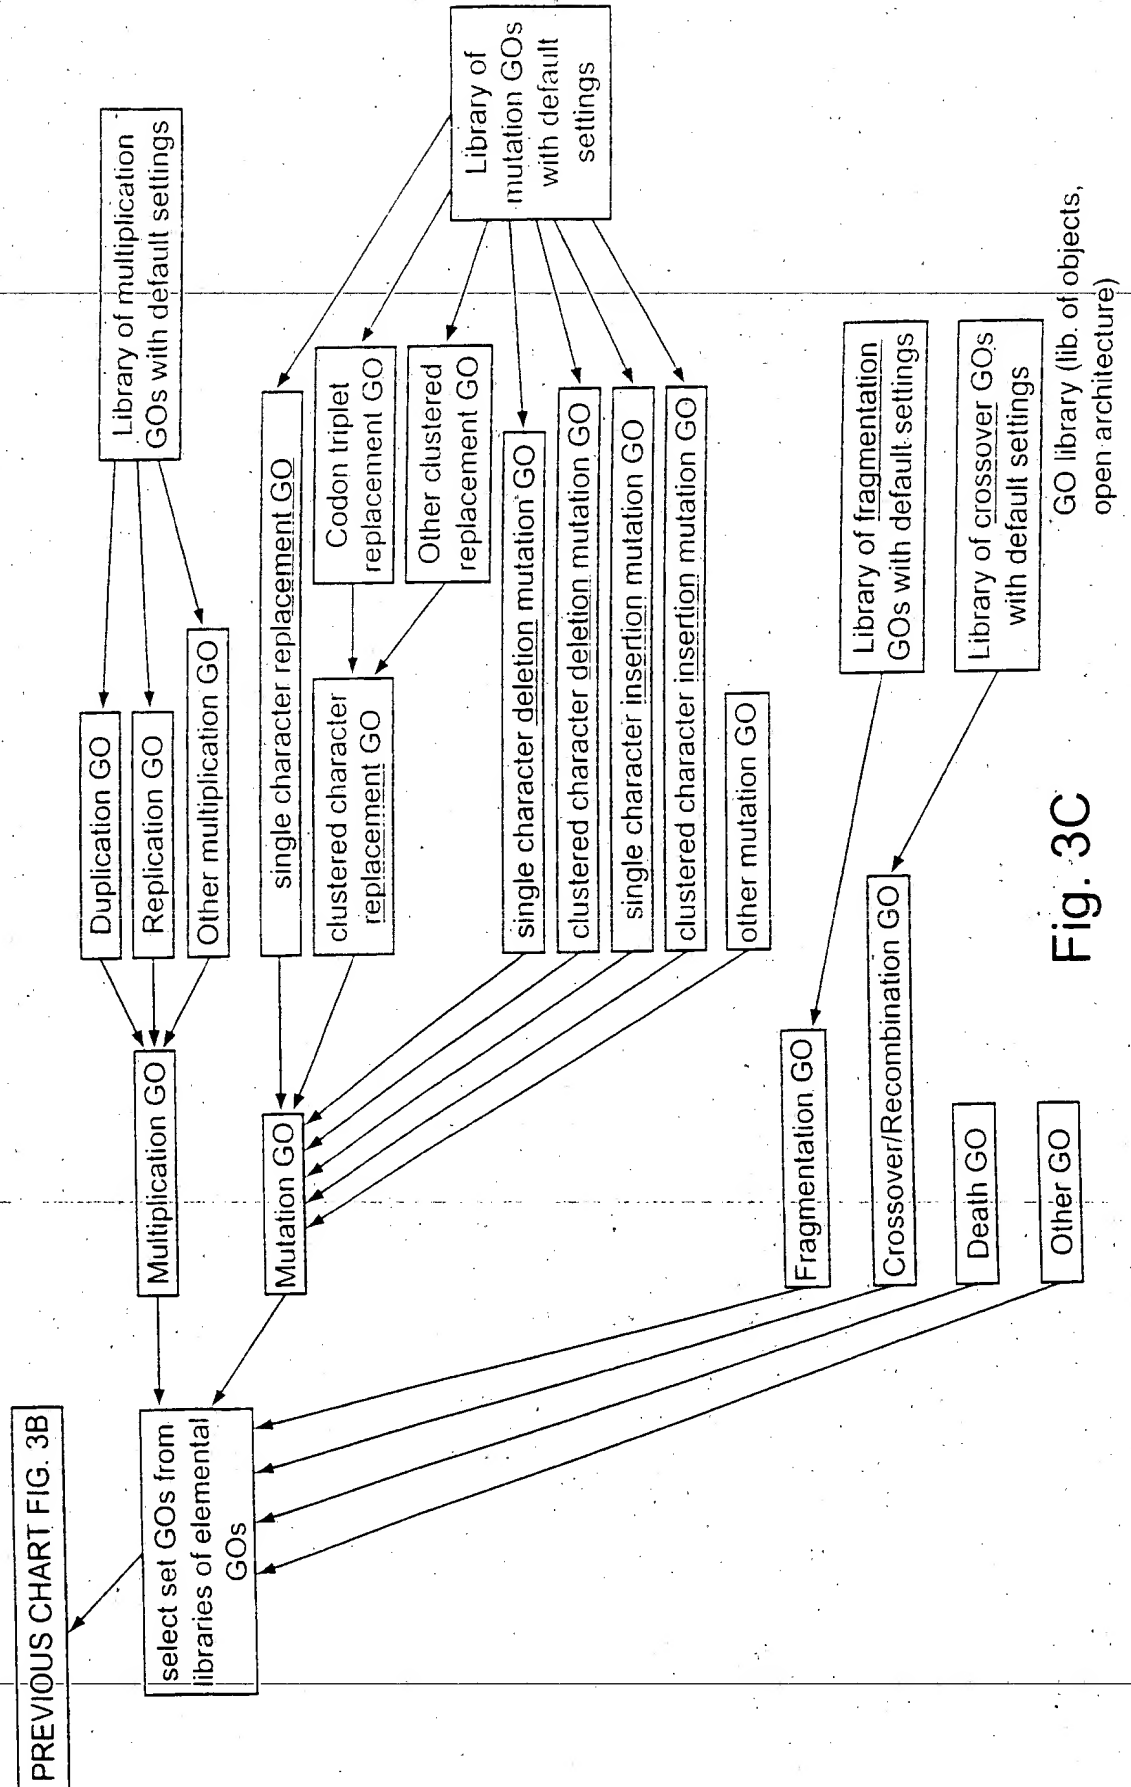 PREVIOUS CHART FIG. 3B
select set GOs from
libraries of elemental
GOs
Multiplication GO
Duplication GO
Replication GO
Other multiplication GO
Library of multiplication
GOs with default settings
Mutation GO
single character replacement GO
clustered character
replacement GO
Codon triplet
replacement GO
Other clustered
replacement GO
Library of
mutation GOs
with default
settings
single character deletion mutation GO
clustered character deletion mutation GO
single character insertion mutation GO
clustered character insertion mutation GO
other mutation GO
Fragmentation GO
Library of fragmentation
GOs with default settings
Crossover/Recombination GO
Library of crossover GOs
with default settings
Death GO
Other GO
GO library (lib. of objects,
open architecture)
Fig. 3C